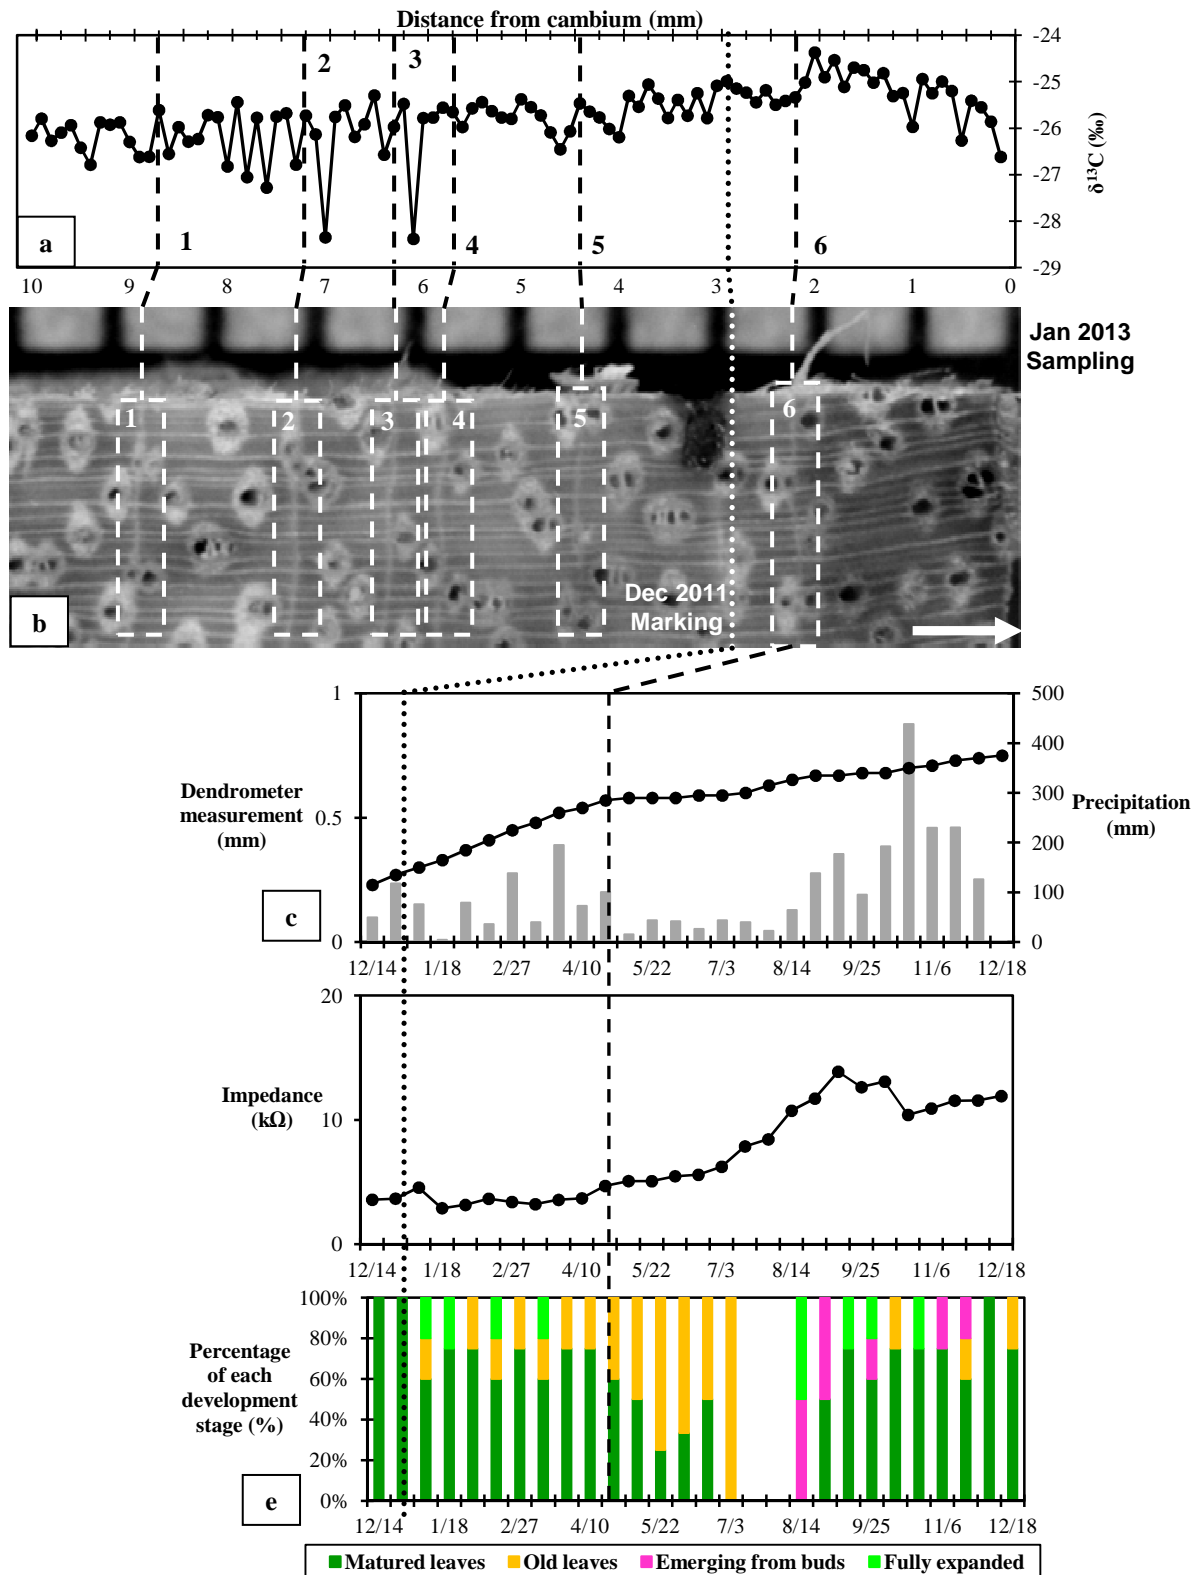 Distance from cambium (mm)
2 3
1 4 5 6
a
-24
-25
-26
-27
-28
-29
δ¹³C (‰)
10 9 8 7 6 5 4 3 2 1 0
Jan 2013
Sampling
1 2 3 4 5 6
Dec 2011
Marking
b
1
0.5
0
Dendrometer
measurement
(mm)
500
400
300
200
100
0
Precipitation
(mm)
c
12/14 1/18 2/27 4/10 5/22 7/3 8/14 9/25 11/6 12/18
20
10
0
Impedance
(kΩ)
12/14 1/18 2/27 4/10 5/22 7/3 8/14 9/25 11/6 12/18
100%
80%
60%
40%
20%
0%
Percentage
of each
development
stage (%)
e
12/14 1/18 2/27 4/10 5/22 7/3 8/14 9/25 11/6 12/18
Matured leaves Old leaves Emerging from buds Fully expanded